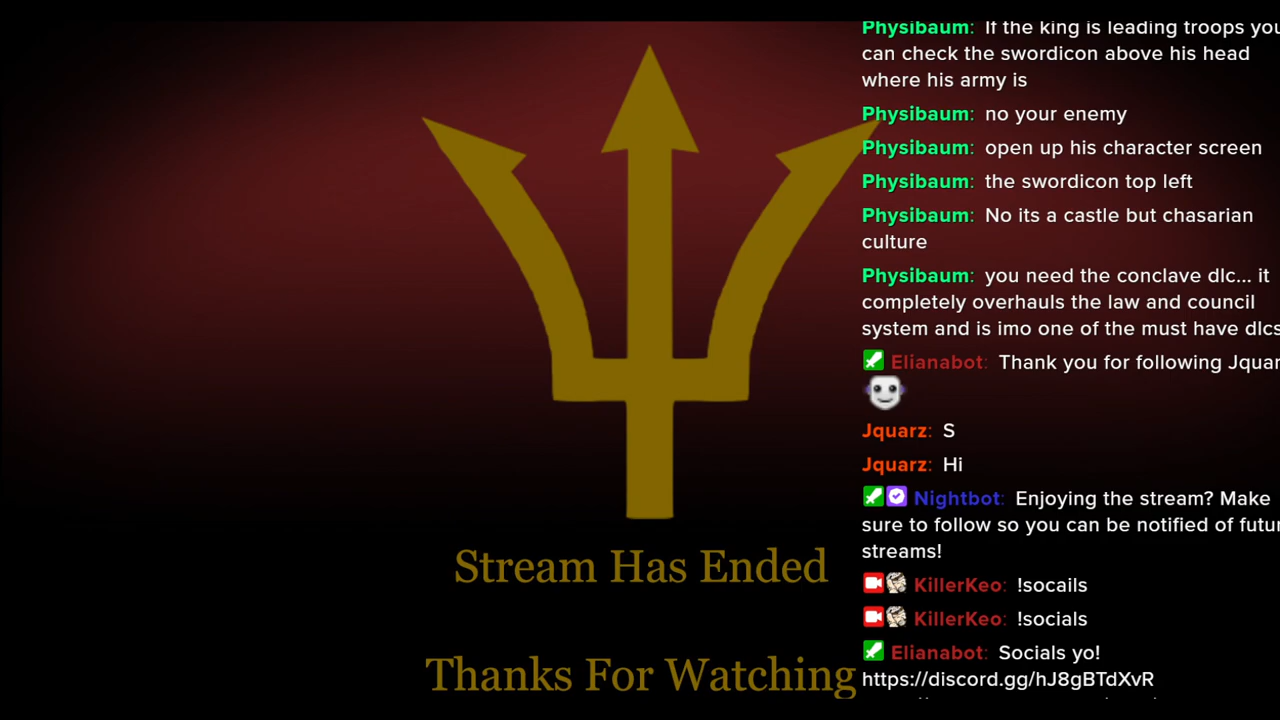 Physibaum: If the king is leading troops you
can check the swordicon above his head
where his army is
Physibaum: no your enemy
Physibaum: open up his character screen
Physibaum: the swordicon top left
Physibaum: No its a castle but chasarian
culture
Physibaum: you need the conclave dlc... it
completely overhauls the law and council
system and is imo one of the must have dlcs
Elianabot: Thank you for following Jquar
Jquarz: S
Jquarz: Hi
Nightbot: Enjoying the stream? Make
sure to follow so you can be notified of futur
streams!
KillerKeo: !socails
KillerKeo: !socials
Elianabot: Socials yo!
https://discord.gg/hJ8gBTdXvR
Stream Has Ended
Thanks For Watching